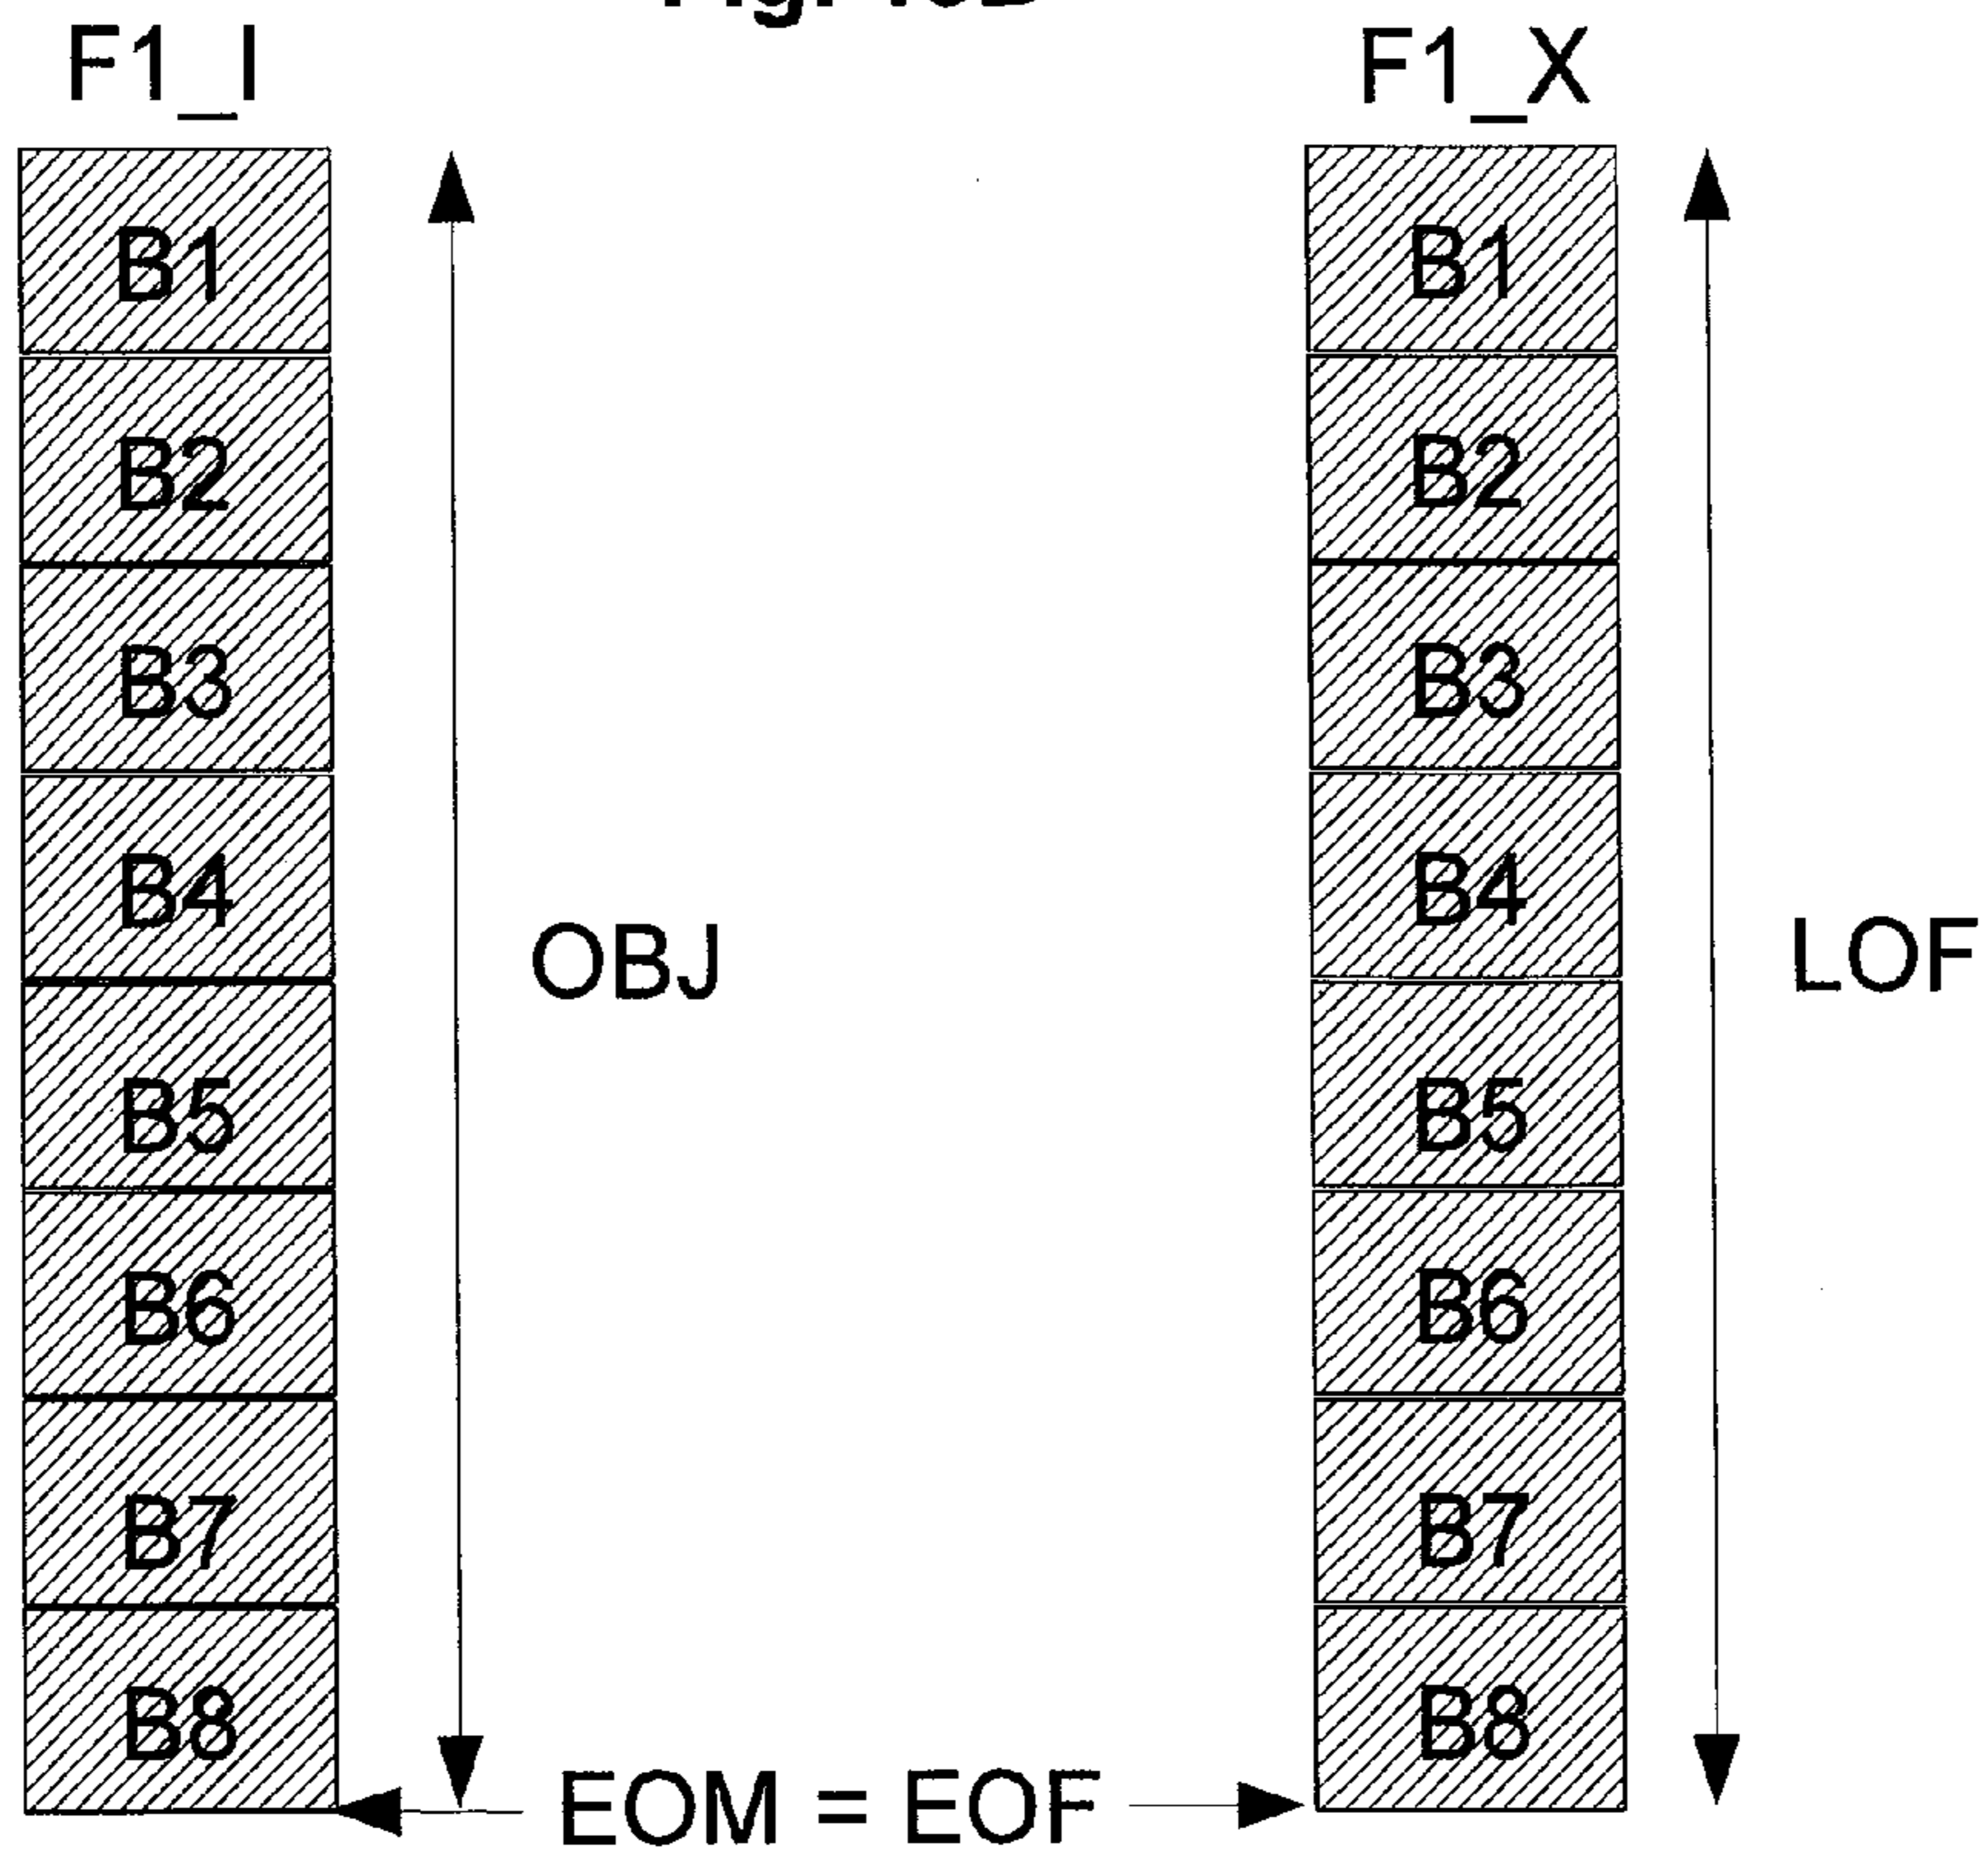 F1_I F1_X
B1 B1
B2 B2
B3 B3
B4 B4
OBJ LOF
B5 B5
B6 B6
B7 B7
B8 B8
EOM = EOF